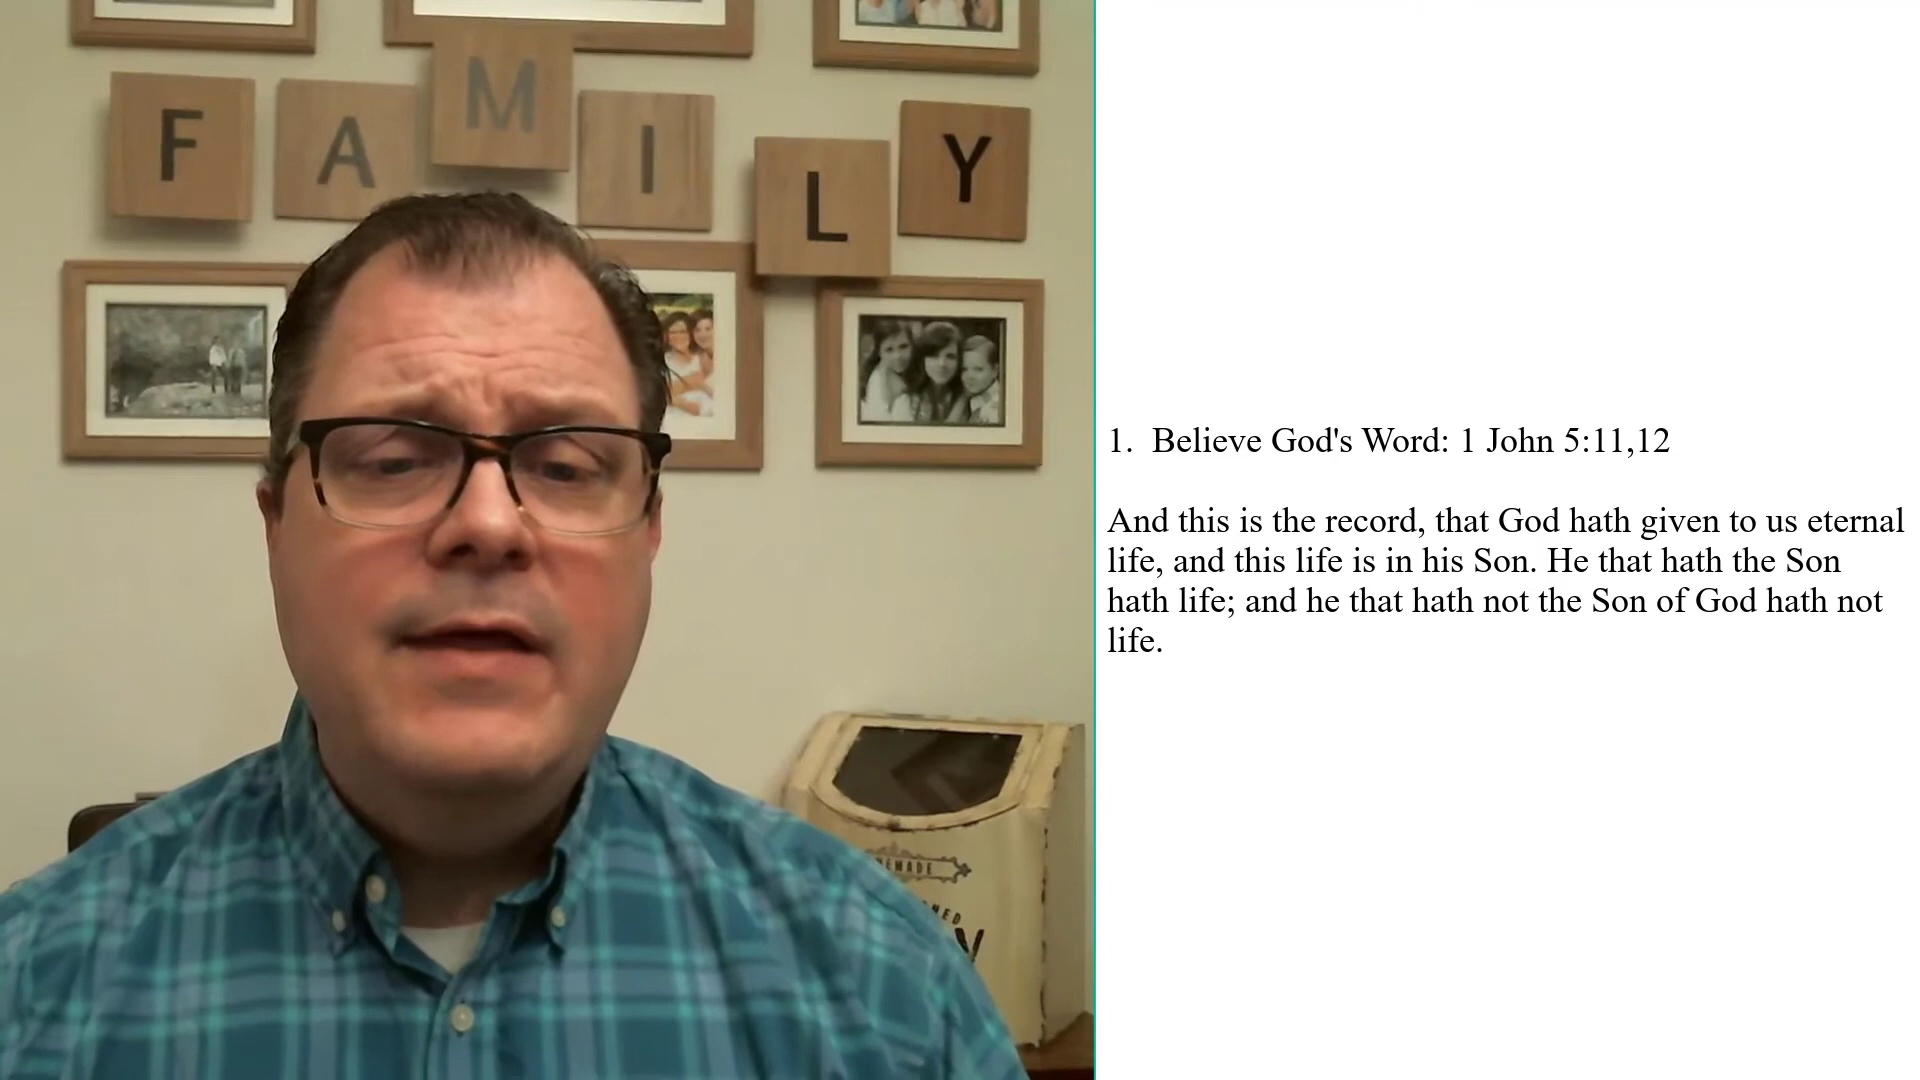 FAMILY
1. Believe God's Word: 1 John 5:11,12
And this is the record, that God hath given to us eternal
life, and this life is in his Son. He that hath the Son
hath life; and he that hath not the Son of God hath not
life.